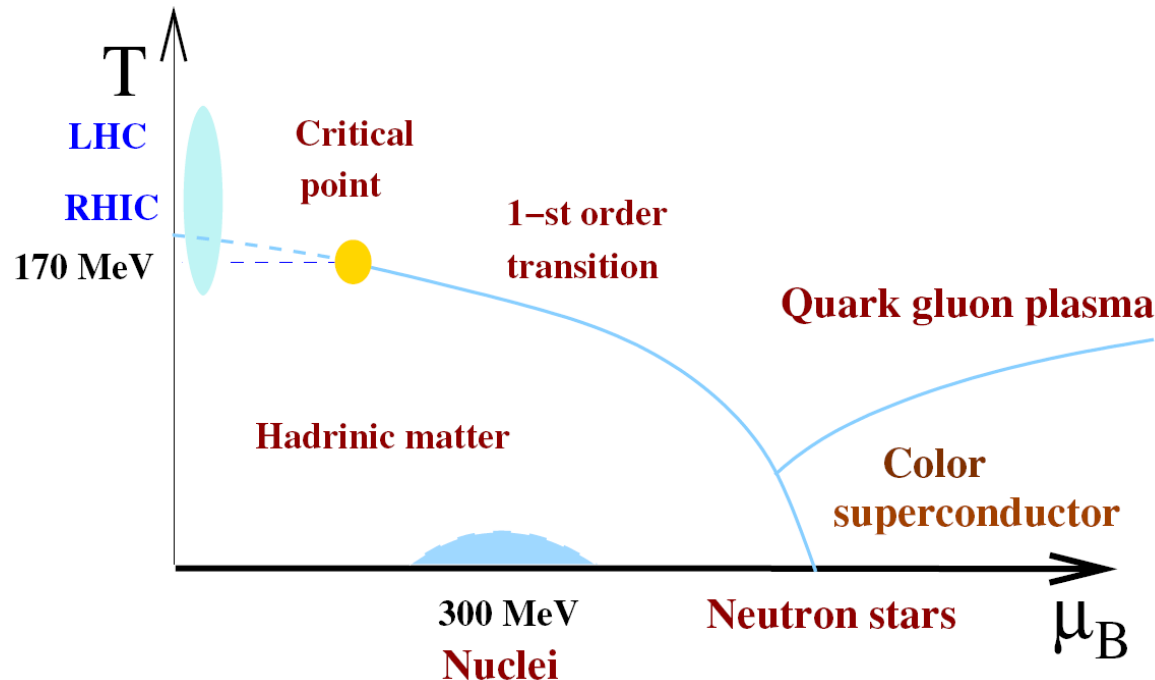 T
LHC
RHIC
170 MeV
Critical
point
1-st order
transition
Quark gluon plasma
Hadrinic matter
Color
superconductor
300 MeV
Nuclei
Neutron stars
μB